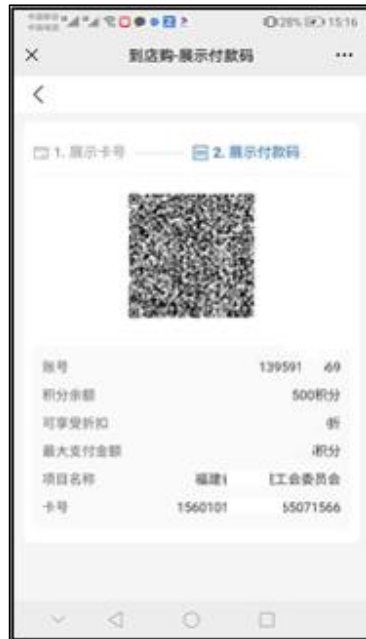 15:16
到店购-展示付款码
1. 展示卡号
2. 展示付款码
账号 139591 69
积分余额 500积分
可享受折扣 折
最大支付金额 积分
项目名称 福建 工会委员会
卡号 1560101 55071566